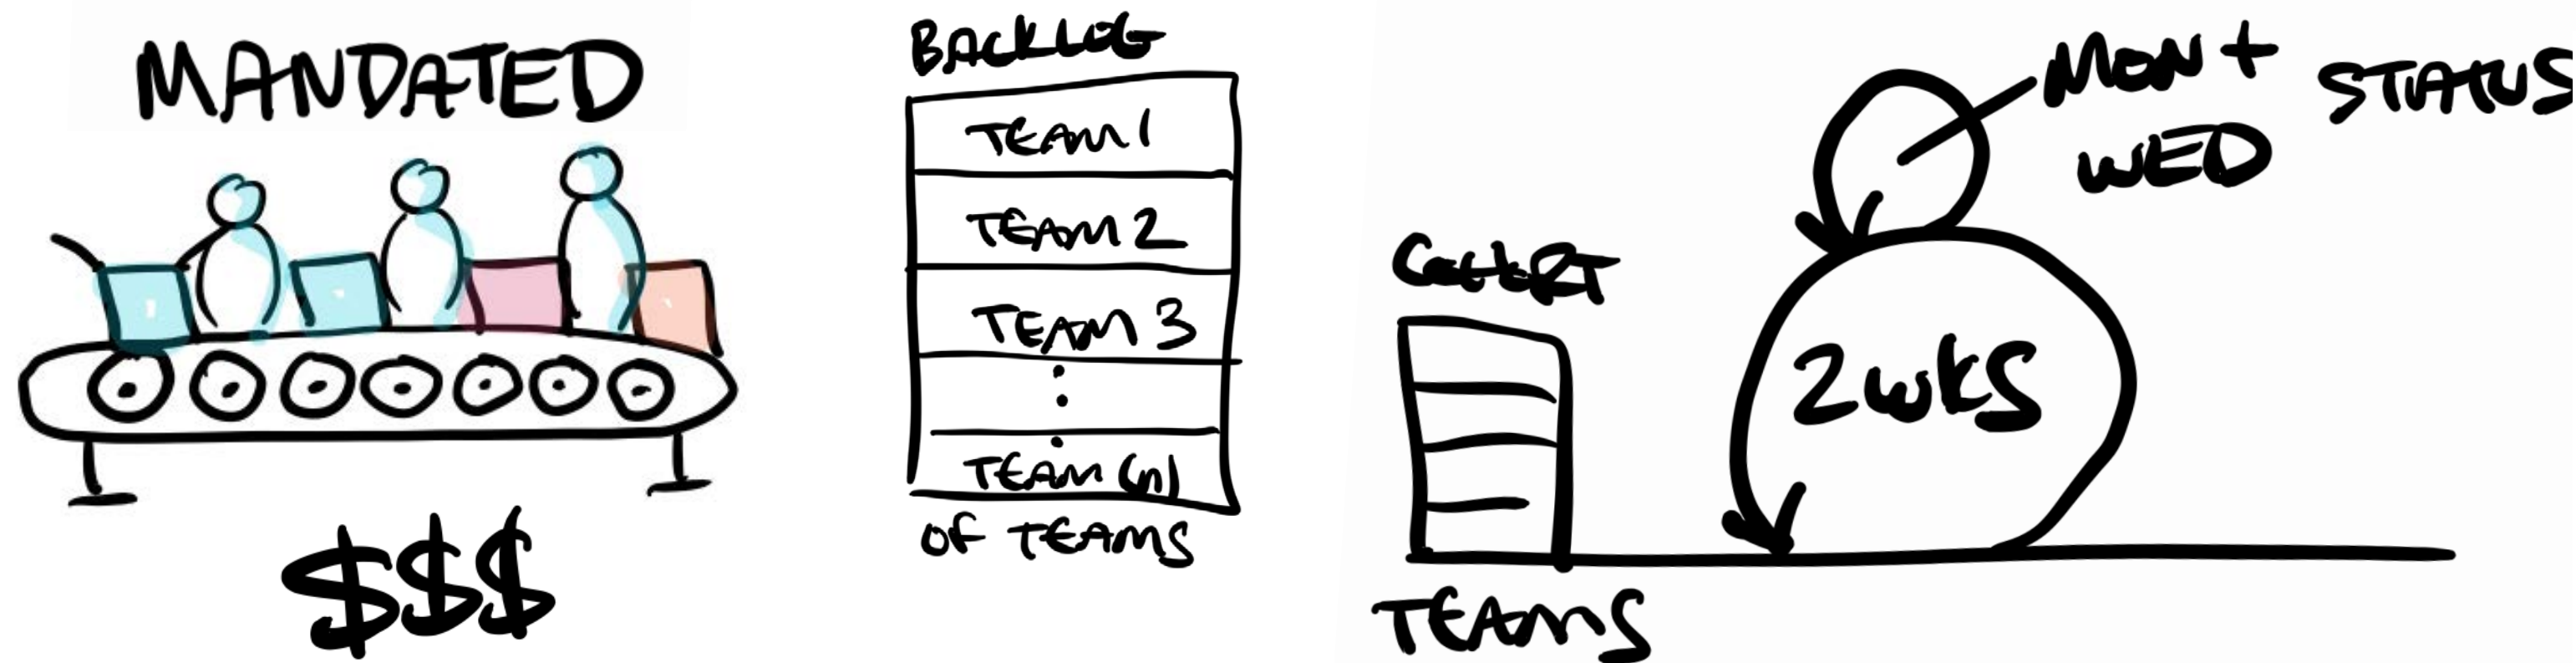 MANDATED
$$$
BACKLOG
TEAM 1
TEAM 2
TEAM 3
TEAM (n)
OF TEAMS
COHORT
TEAMS
2WKS
MON + STATUS
WED